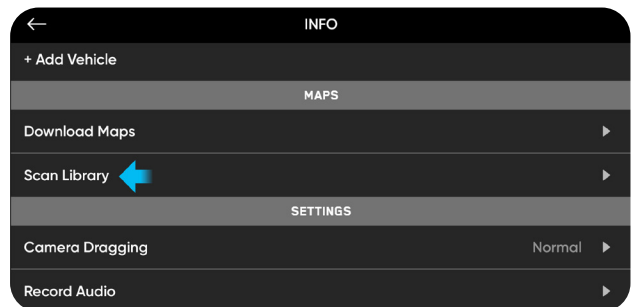 INFO
+ Add Vehicle
MAPS
Download Maps
Scan Library
SETTINGS
Camera Dragging Normal
Record Audio